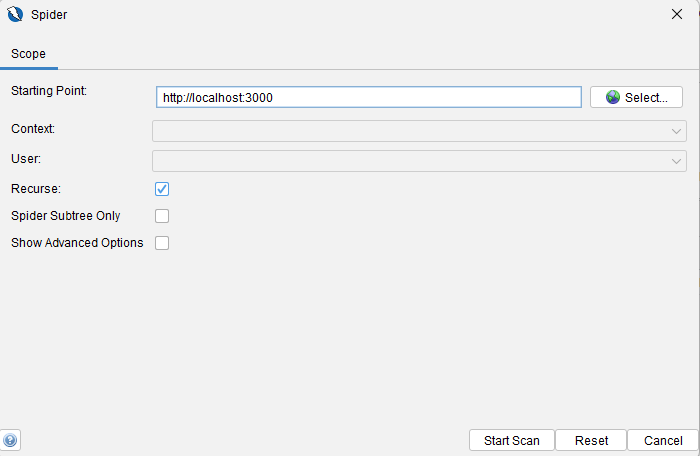 Spider
Scope
Starting Point: http://localhost:3000 Select...
Context:
User:
Recurse:
Spider Subtree Only
Show Advanced Options
? Start Scan Reset Cancel